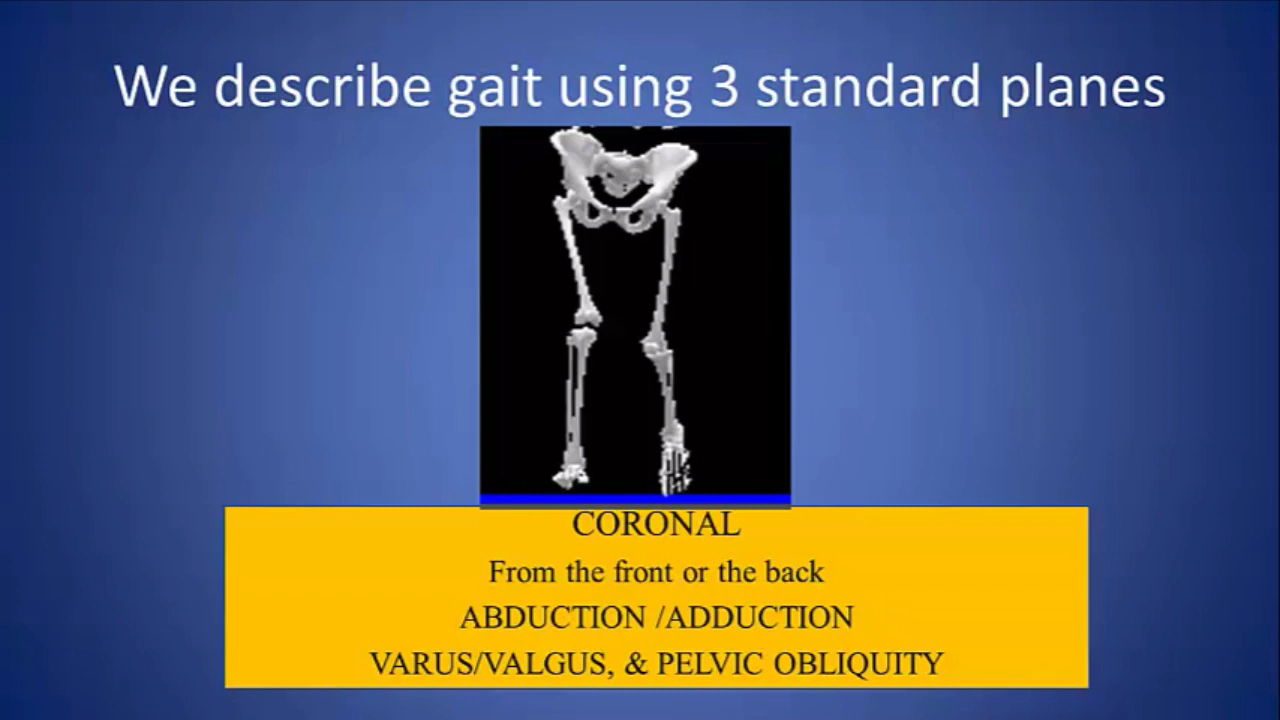 We describe gait using 3 standard planes
CORONAL
From the front or the back
ABDUCTION /ADDUCTION
VARUS/VALGUS, & PELVIC OBLIQUITY